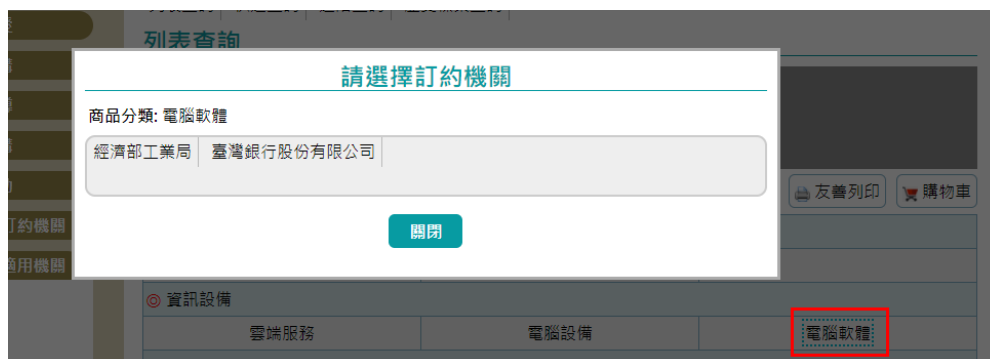 列表查詢
請選擇訂約機關
商品分類: 電腦軟體
經濟部工業局 臺灣銀行股份有限公司
友善列印 購物車
訂約機關
關閉
適用機關
◎ 資訊設備
雲端服務 電腦設備 電腦軟體